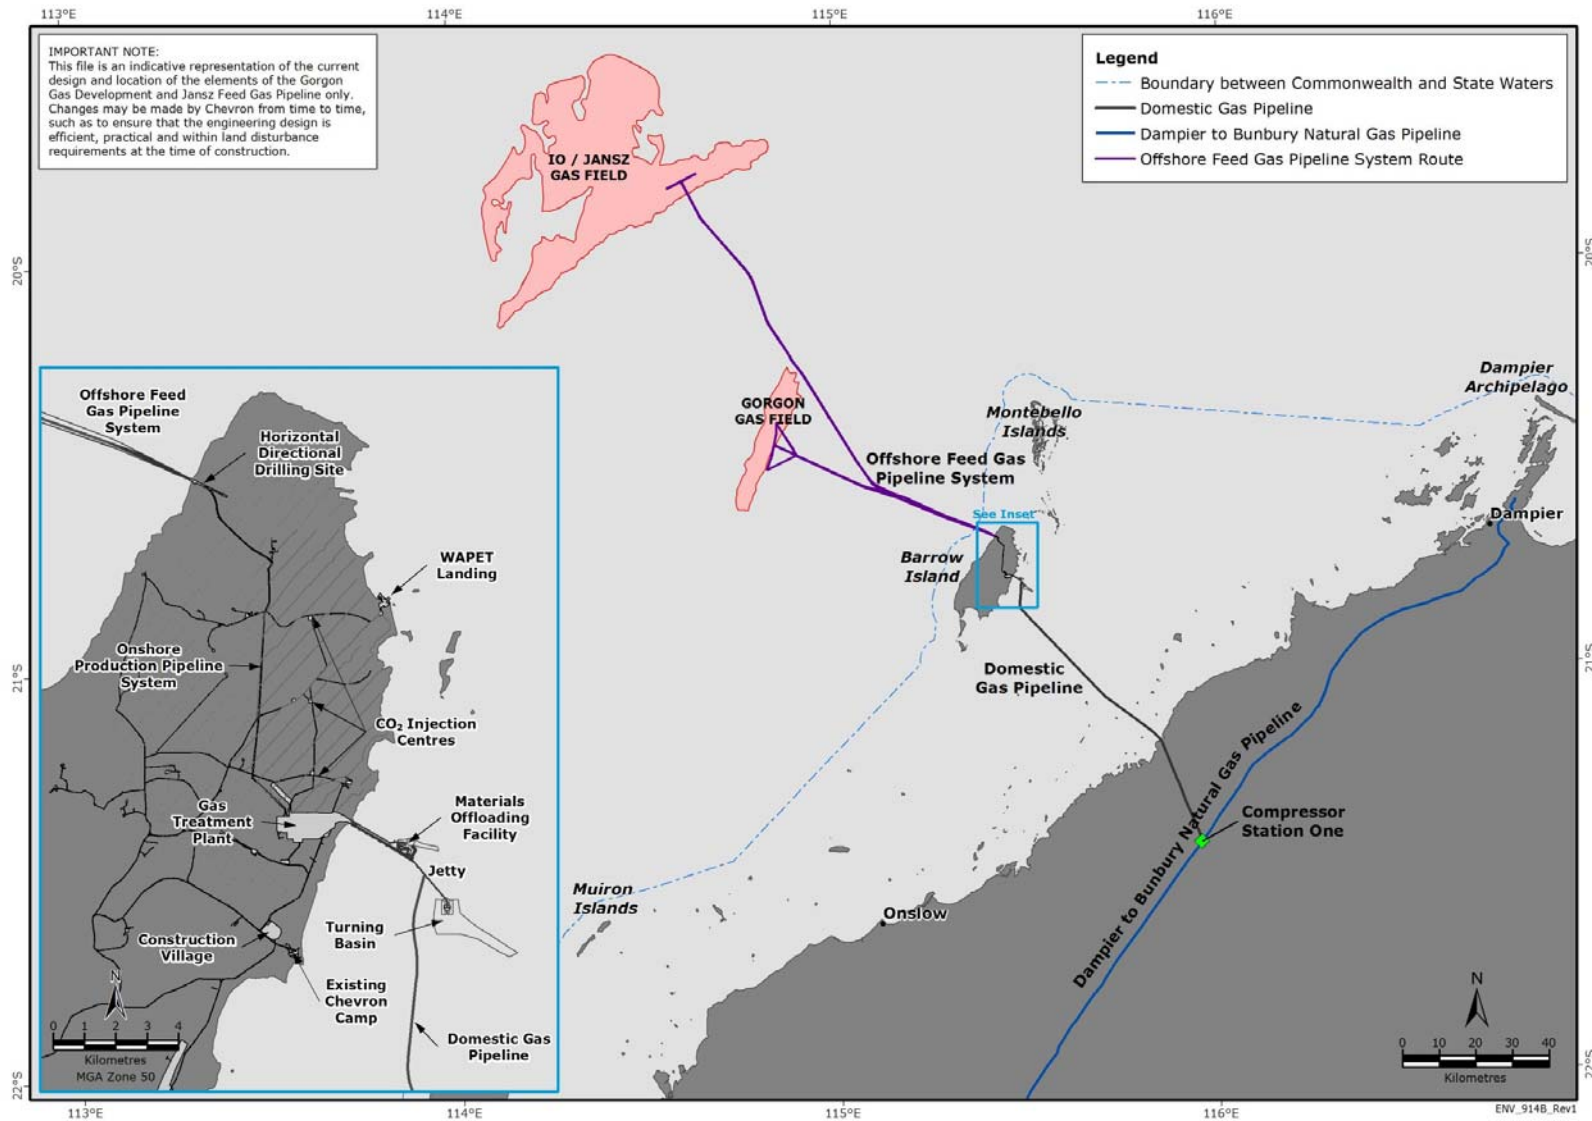 113°E
114°E
115°E
116°E
IMPORTANT NOTE:
This file is an indicative representation of the current
design and location of the elements of the Gorgon
Gas Development and Jansz Feed Gas Pipeline only.
Changes may be made by Chevron from time to time,
such as to ensure that the engineering design is
efficient, practical and within land disturbance
requirements at the time of construction.
Legend
Boundary between Commonwealth and State Waters
Domestic Gas Pipeline
Dampier to Bunbury Natural Gas Pipeline
Offshore Feed Gas Pipeline System Route
IO / JANSZ
GAS FIELD
20°S
20°S
GORGON
GAS FIELD
Offshore Feed Gas
Pipeline System
Montebello
Islands
Dampier
Archipelago
Dampier
See Inset
Barrow
Island
Domestic
Gas Pipeline
21°S
21°S
Dampier to Bunbury Natural Gas Pipeline
Compressor
Station One
Muiron
Islands
Onslow
Offshore Feed
Gas Pipeline
System
Horizontal
Directional
Drilling Site
WAPET
Landing
Onshore
Production Pipeline
System
CO₂ Injection
Centres
Gas
Treatment
Plant
Materials
Offloading
Facility
Jetty
Turning
Basin
Construction
Village
Existing
Chevron
Camp
Domestic Gas
Pipeline
N
0 1 2 3 4
Kilometres
MGA Zone 50
N
0 10 20 30 40
Kilometres
22°S
22°S
113°E
114°E
115°E
116°E
ENV_914B_Rev1